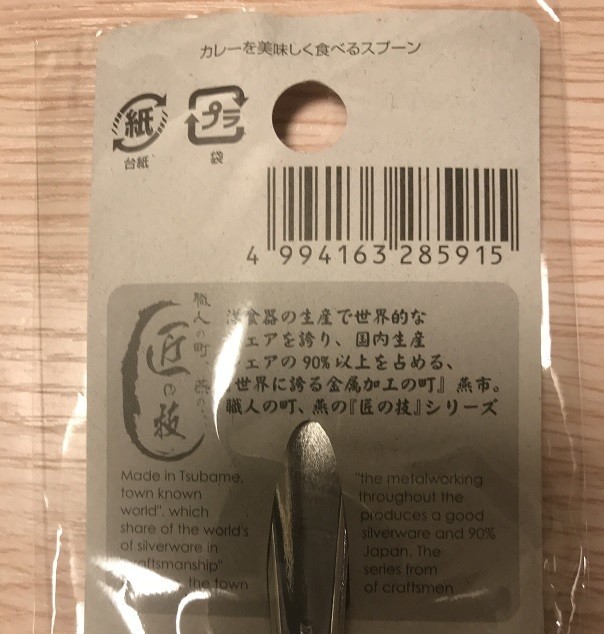 カレーを美味しく食べるスプーン
紙
プラ
台紙
袋
4 994163 285915
職人の町、燕の
匠の技
洋食器の生産で世界的な
ェアを誇り、国内生産
ェアの90%以上を占める、
世界に誇る金属加工の町』燕市。
職人の町、燕の『匠の技』シリーズ
Made in Tsubame, "the metalworking
town known throughout the
world", which produces a good
share of the world's silverware and 90%
of silverware in Japan. The
aftsmanship" series from
the town of craftsmen